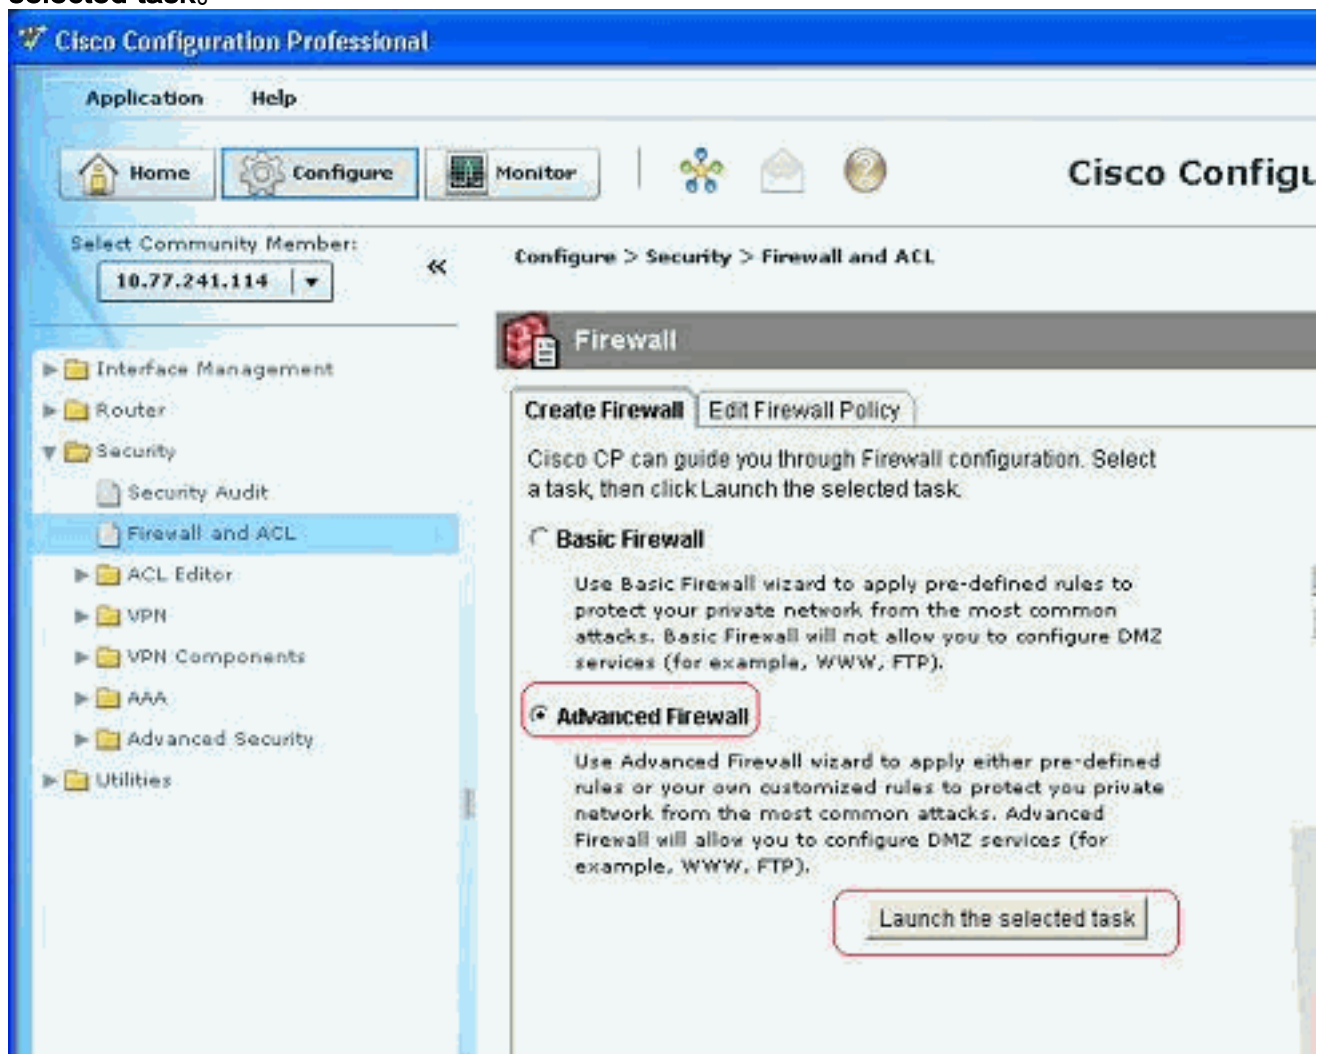 selected task。
Cisco Configuration Professional
Application Help
Home Configure Monitor Cisco Configu
Select Community Member:
10.77.241.114
Configure > Security > Firewall and ACL
Firewall
Interface Management
Router
Security
Security Audit
Firewall and ACL
ACL Editor
VPN
VPN Components
AAA
Advanced Security
Utilities
Create Firewall Edit Firewall Policy
Cisco CP can guide you through Firewall configuration. Select
a task, then click Launch the selected task.
Basic Firewall
Use Basic Firewall wizard to apply pre-defined rules to
protect your private network from the most common
attacks. Basic Firewall will not allow you to configure DMZ
services (for example, WWW, FTP).
Advanced Firewall
Use Advanced Firewall wizard to apply either pre-defined
rules or your own customized rules to protect you private
network from the most common attacks. Advanced
Firewall will allow you to configure DMZ services (for
example, WWW, FTP).
Launch the selected task